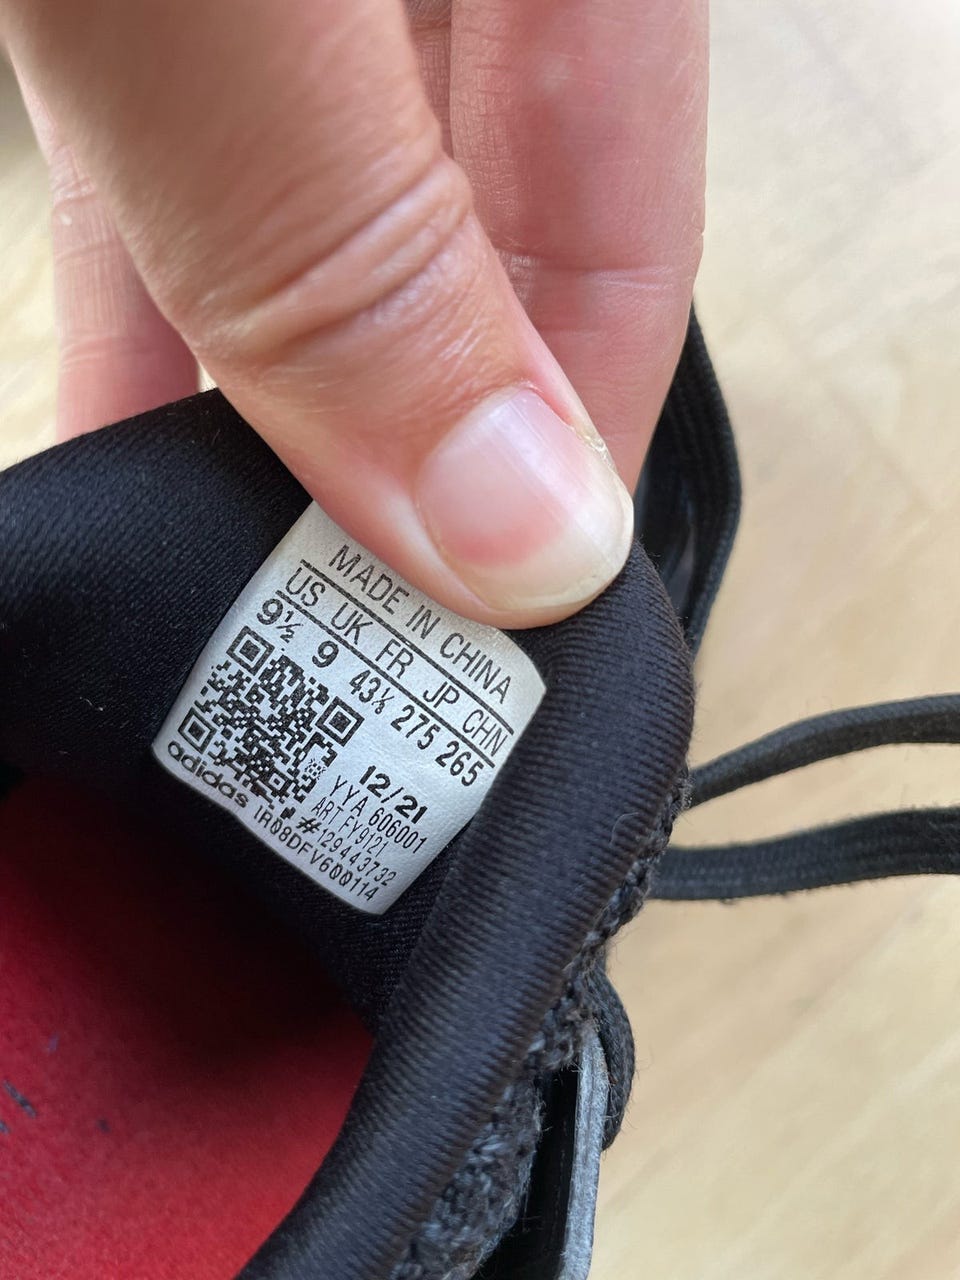 MADE IN CHINA
US UK FR JP CHN
9½ 9 43⅓ 275 265
12/21
YYA 606001
ART FY9121
#129443732
adidas 1R08DFV600114